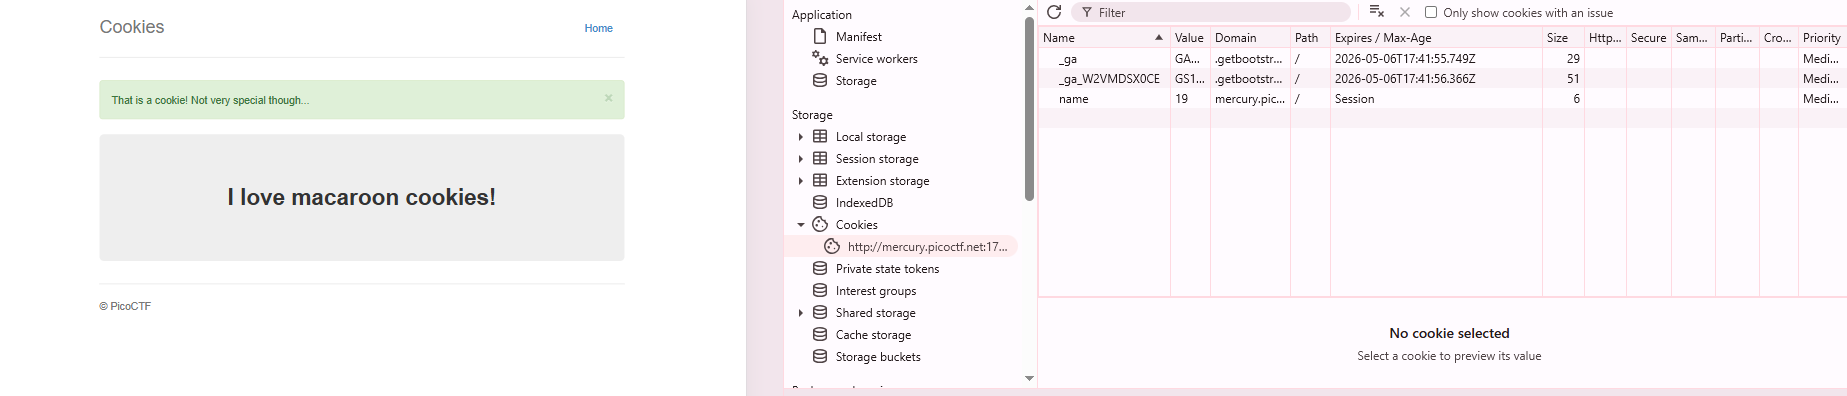 Cookies
Home
That is a cookie! Not very special though...
×
I love macaroon cookies!
© PicoCTF
Application
Manifest
Service workers
Storage
Storage
Local storage
Session storage
Extension storage
IndexedDB
Cookies
http://mercury.picoctf.net:17...
Private state tokens
Interest groups
Shared storage
Cache storage
Storage buckets
Filter
Only show cookies with an issue
Name Value Domain Path Expires / Max-Age Size Http... Secure Sam... Parti... Cro... Priority
_ga GA... .getbootstr... / 2026-05-06T17:41:55.749Z 29 Medi...
_ga_W2VMDSX0CE GS1... .getbootstr... / 2026-05-06T17:41:56.366Z 51 Medi...
name 19 mercury.pic... / Session 6 Medi...
No cookie selected
Select a cookie to preview its value